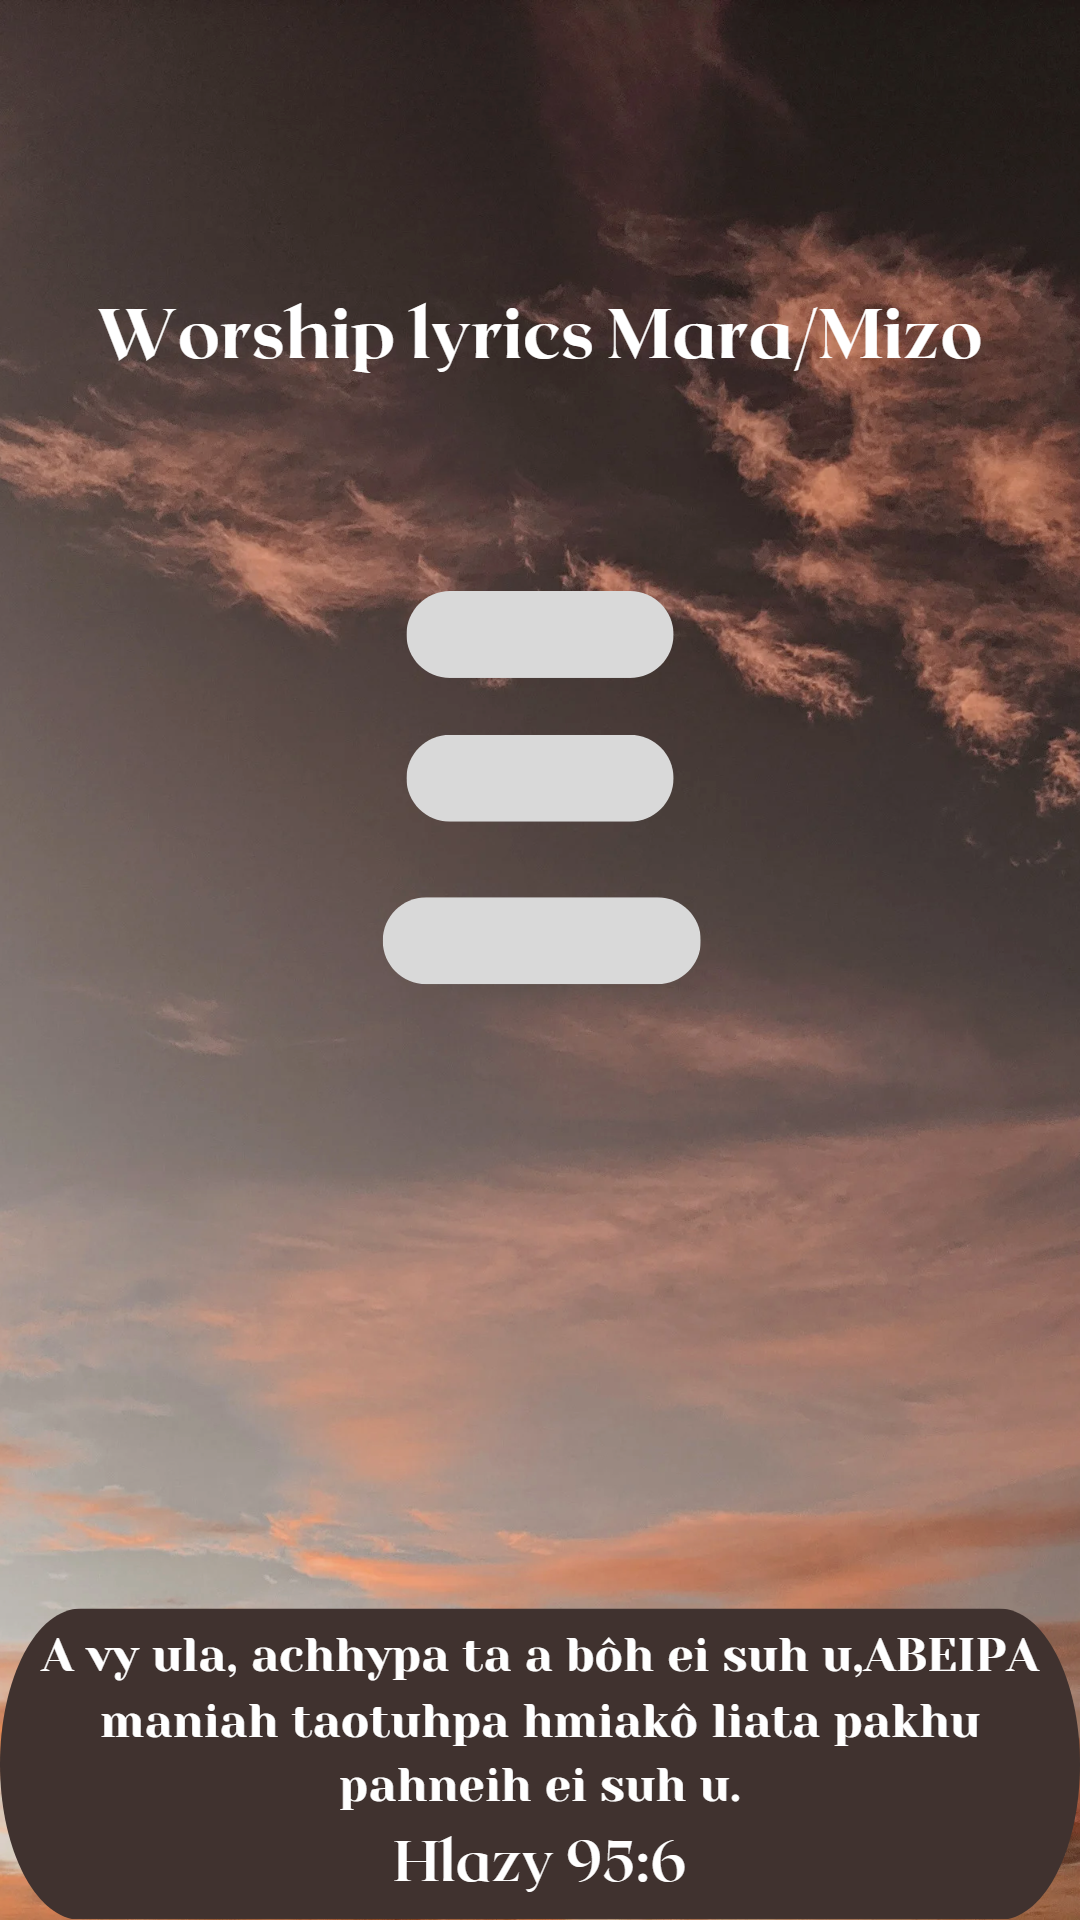 Worship lyrics Mara/Mizo
A vy ula, achhypa ta a bôh ei suh u,ABEIPA
maniah taotuhpa hmiakô liata pakhu
pahneih ei suh u.
Hlazy 95:6